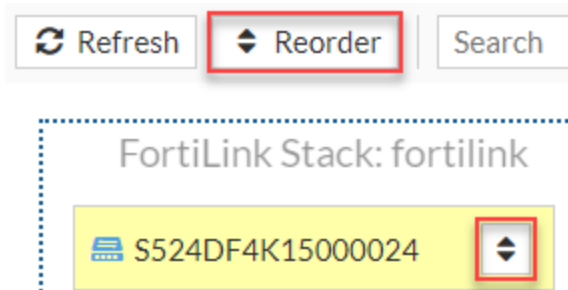 Refresh Reorder Search
FortiLink Stack: fortilink
S524DF4K15000024